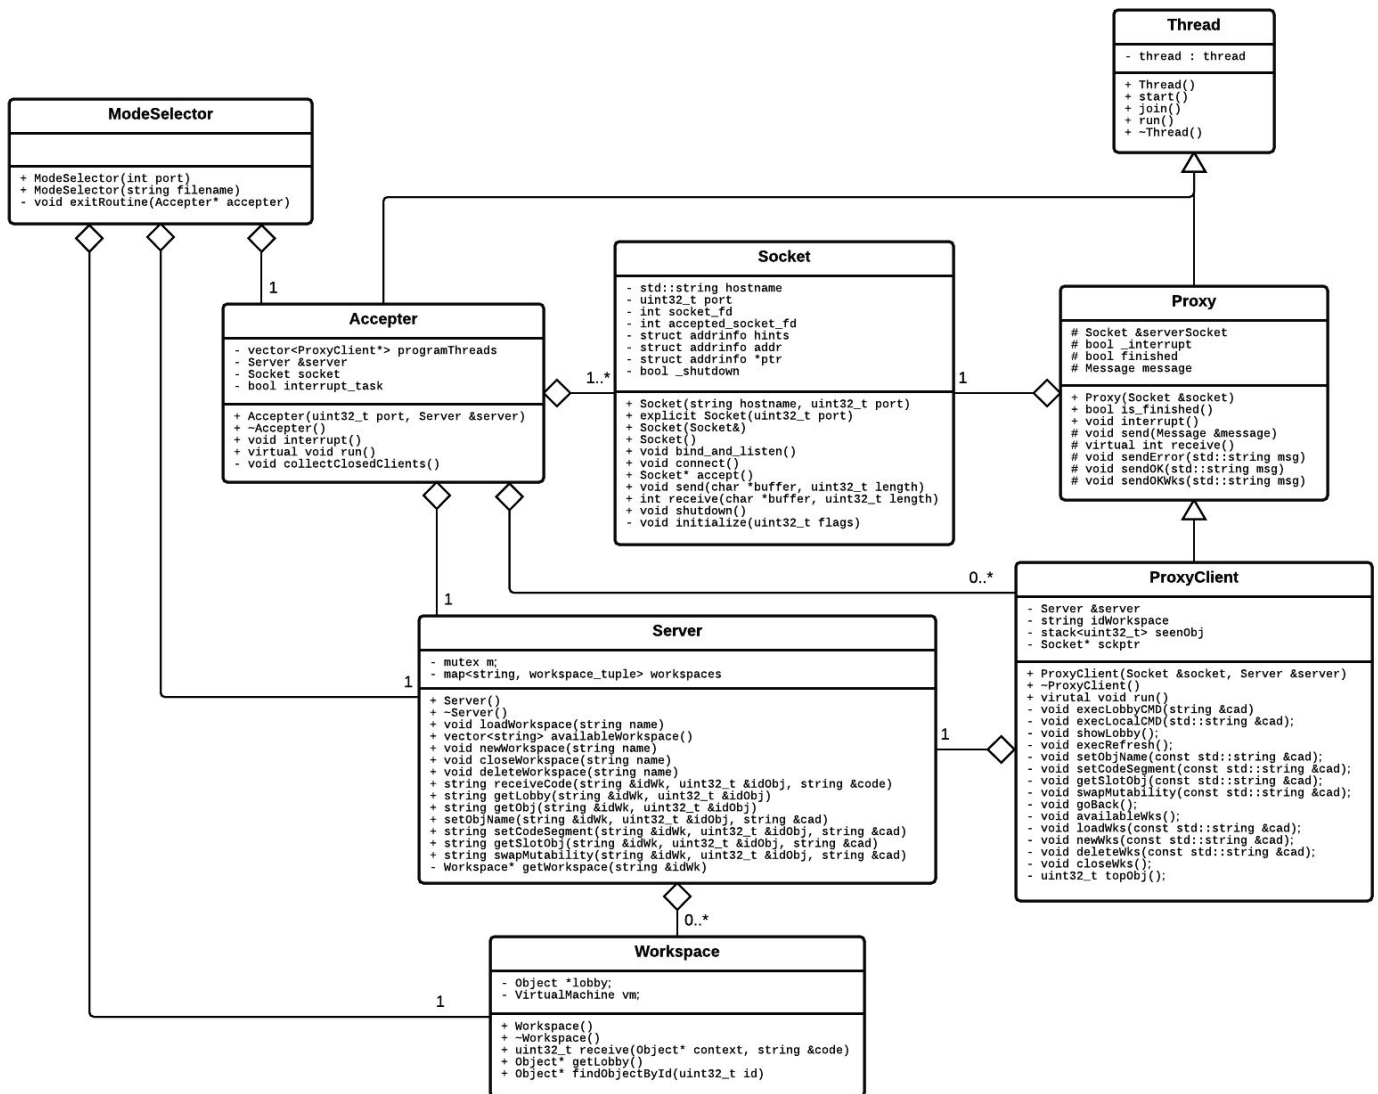 Thread
- thread : thread
+ Thread()
+ start()
+ join()
+ run()
+ ~Thread()
ModeSelector
+ ModeSelector(int port)
+ ModeSelector(string filename)
- void exitRoutine(Accepter* accepter)
1
Accepter
- vector<ProxyClient*> programThreads
- Server &server
- Socket socket
- bool interrupt_task
+ Accepter(uint32_t port, Server &server)
+ ~Accepter()
+ void interrupt()
+ virtual void run()
- void collectClosedClients()
1..*
Socket
- std::string hostname
- uint32_t port
- int socket_fd
- int accepted_socket_fd
- struct addrinfo hints
- struct addrinfo addr
- struct addrinfo *ptr
- bool _shutdown
+ Socket(string hostname, uint32_t port)
+ explicit Socket(uint32_t port)
+ Socket(Socket&)
+ Socket()
+ void bind_and_listen()
+ void connect()
+ Socket* accept()
+ void send(char *buffer, uint32_t length)
+ int receive(char *buffer, uint32_t length)
+ void shutdown()
- void initialize(uint32_t flags)
1
Proxy
# Socket &serverSocket
# bool _interrupt
# bool finished
# Message message
+ Proxy(Socket &socket)
+ bool is_finished()
+ void interrupt()
# void send(Message &message)
# virtual int receive()
# void sendError(std::string msg)
# void sendOK(std::string msg)
# void sendOKWks(std::string msg)
0..*
ProxyClient
- Server &server
- string idWorkspace
- stack<uint32_t> seenObj
- Socket* sckptr
+ ProxyClient(Socket &socket, Server &server)
+ ~ProxyClient()
+ virutal void run()
- void execLobbyCMD(string &cad)
- void execLocalCMD(std::string &cad);
- void showLobby();
- void execRefresh();
- void setObjName(const std::string &cad);
- void setCodeSegment(const std::string &cad);
- void getSlotObj(const std::string &cad);
- void swapMutability(const std::string &cad);
- void goBack();
- void availableWks();
- void loadWks(const std::string &cad);
- void newWks(const std::string &cad);
- void deleteWks(const std::string &cad);
- void closeWks();
- uint32_t topObj();
1
1
1
Server
- mutex m;
- map<string, workspace_tuple> workspaces
+ Server()
+ ~Server()
+ void loadWorkspace(string name)
+ vector<string> availableWorkspace()
+ void newWorkspace(string name)
+ void closeWorkspace(string name)
+ void deleteWorkspace(string name)
+ string receiveCode(string &idWk, uint32_t &idObj, string &code)
+ string getLobby(string &idWk, uint32_t &idObj)
+ string getObj(string &idWk, uint32_t &idObj)
+ setObjName(string &idWk, uint32_t &idObj, string &cad)
+ string setCodeSegment(string &idWk, uint32_t &idObj, string &cad)
+ string getSlotObj(string &idWk, uint32_t &idObj, string &cad)
+ string swapMutability(string &idWk, uint32_t &idObj, string &cad)
- Workspace* getWorkspace(string &idWk)
0..*
1
Workspace
- Object *lobby;
- VirtualMachine vm;
+ Workspace()
+ ~Workspace()
+ uint32_t receive(Object* context, string &code)
+ Object* getLobby()
+ Object* findObjectById(uint32_t id)